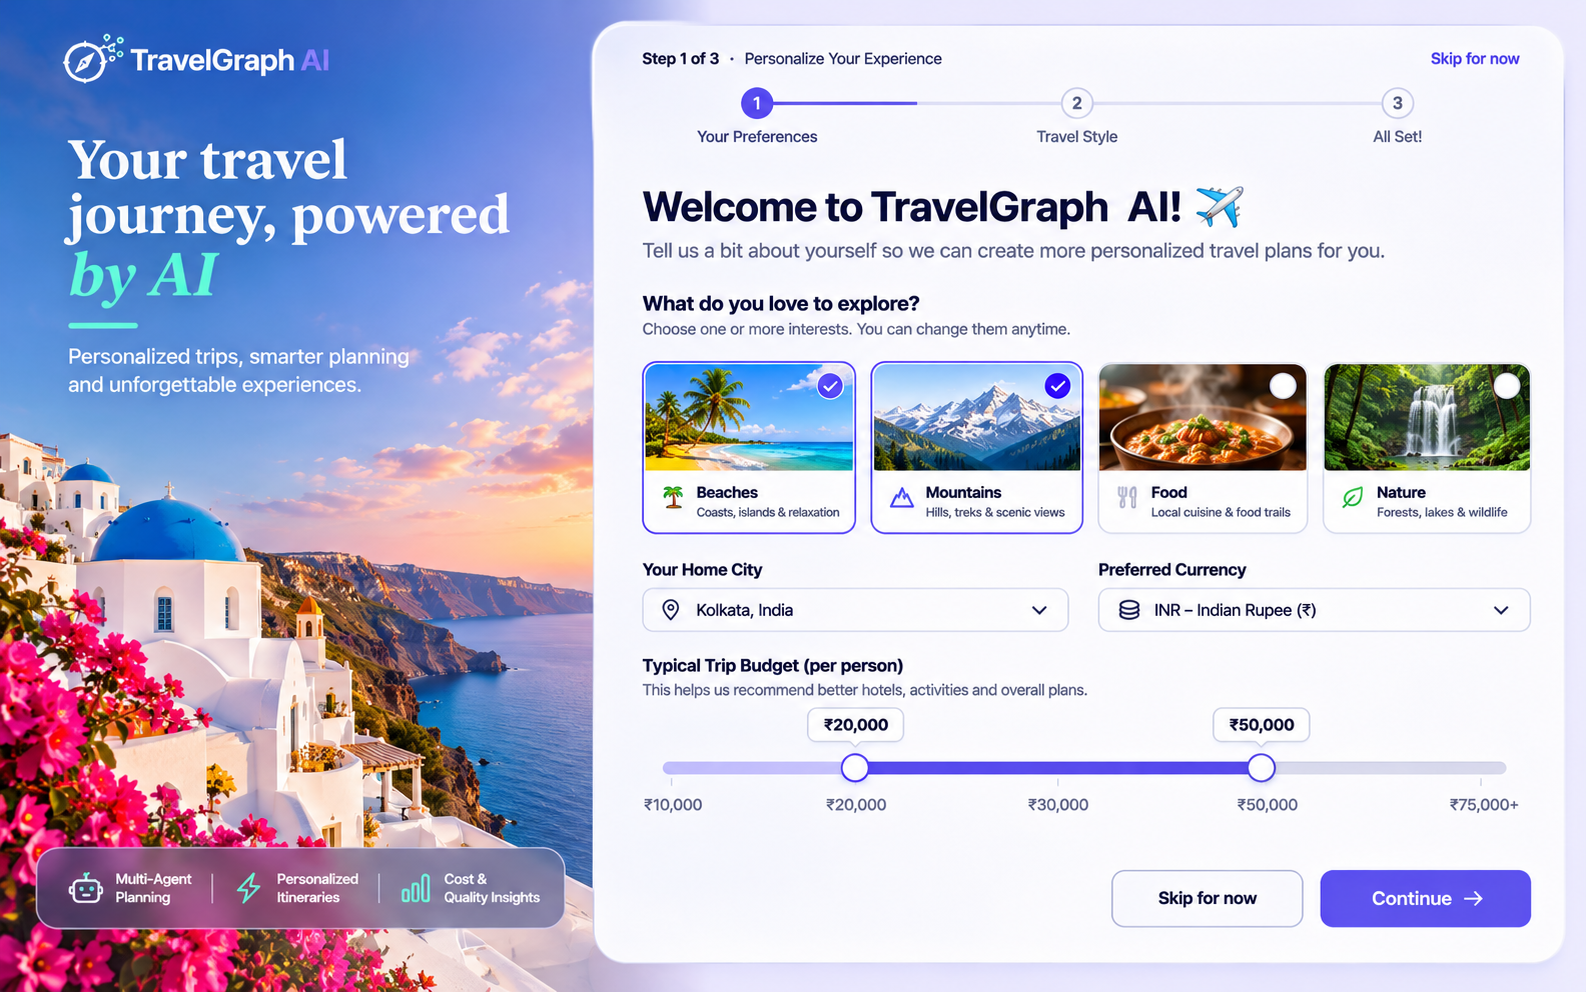 TravelGraph AI
Your travel
journey, powered
by AI
Personalized trips, smarter planning
and unforgettable experiences.
Multi-Agent
Planning
Personalized
Itineraries
Cost &
Quality Insights
Step 1 of 3 · Personalize Your Experience
Skip for now
1
2
3
Your Preferences
Travel Style
All Set!
Welcome to TravelGraph AI! ✈️
Tell us a bit about yourself so we can create more personalized travel plans for you.
What do you love to explore?
Choose one or more interests. You can change them anytime.
Beaches
Coasts, islands & relaxation
Mountains
Hills, treks & scenic views
Food
Local cuisine & food trails
Nature
Forests, lakes & wildlife
Your Home City
Kolkata, India
Preferred Currency
INR – Indian Rupee (₹)
Typical Trip Budget (per person)
This helps us recommend better hotels, activities and overall plans.
₹20,000
₹50,000
₹10,000
₹20,000
₹30,000
₹50,000
₹75,000+
Skip for now
Continue →